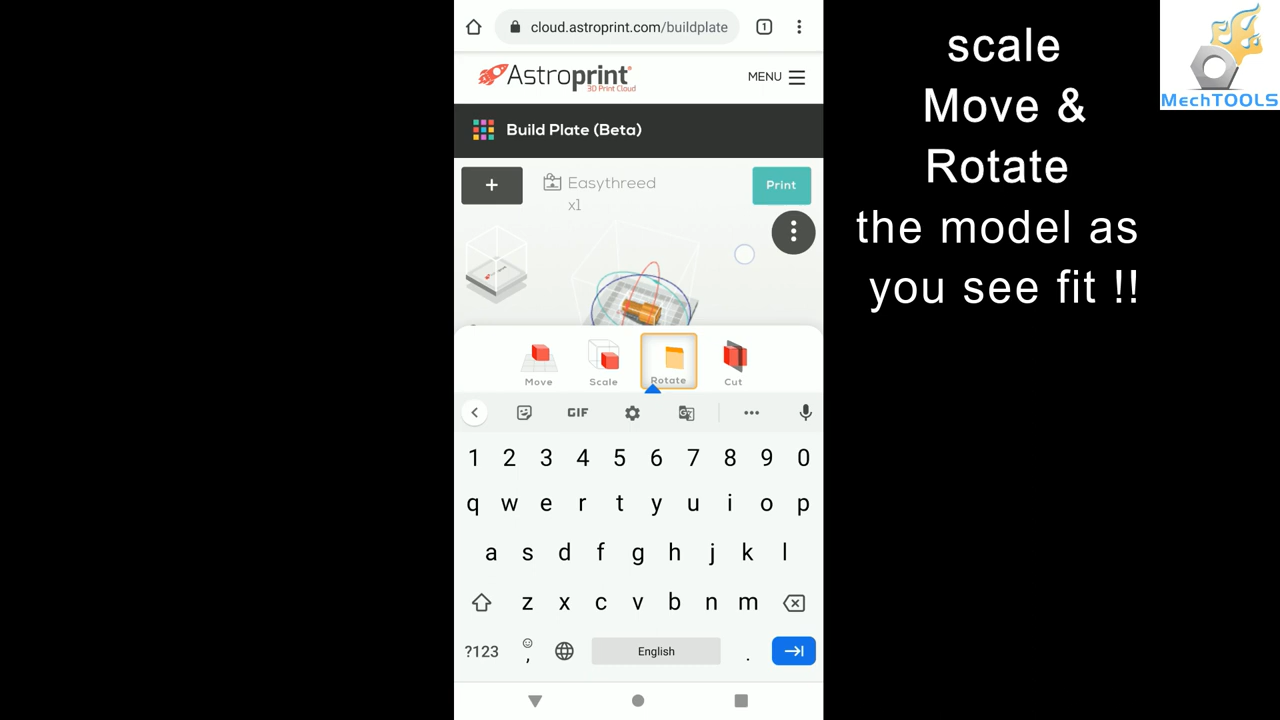 cloud.astroprint.com/buildplate
1
Astroprint
3D Print Cloud
MENU
Build Plate (Beta)
+
Easythreed
x1
Print
Move
Scale
Rotate
Cut
GIF
1 2 3 4 5 6 7 8 9 0
q w e r t y u i o p
a s d f g h j k l
z x c v b n m
?123
,
English
.
scale
Move &
Rotate
the model as
you see fit !!
MechTOOLS